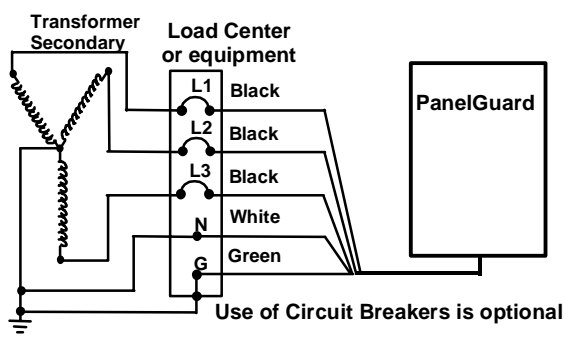 Transformer
Secondary
Load Center
or equipment
L1
Black
PanelGuard
L2
Black
L3
Black
N
White
G
Green
Use of Circuit Breakers is optional